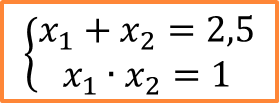 x₁ + x₂ = 2,5
x₁ · x₂ = 1